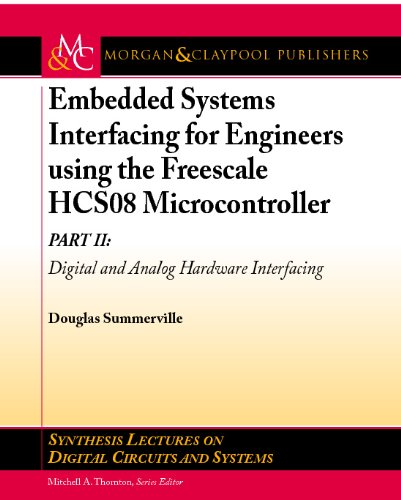 M
&C
MORGAN&CLAYPOOL PUBLISHERS
Embedded Systems
Interfacing for Engineers
using the Freescale
HCS08 Microcontroller
PART II:
Digital and Analog Hardware Interfacing
Douglas Summerville
SYNTHESIS LECTURES ON
DIGITAL CIRCUITS AND SYSTEMS
Mitchell A. Thornton, Series Editor